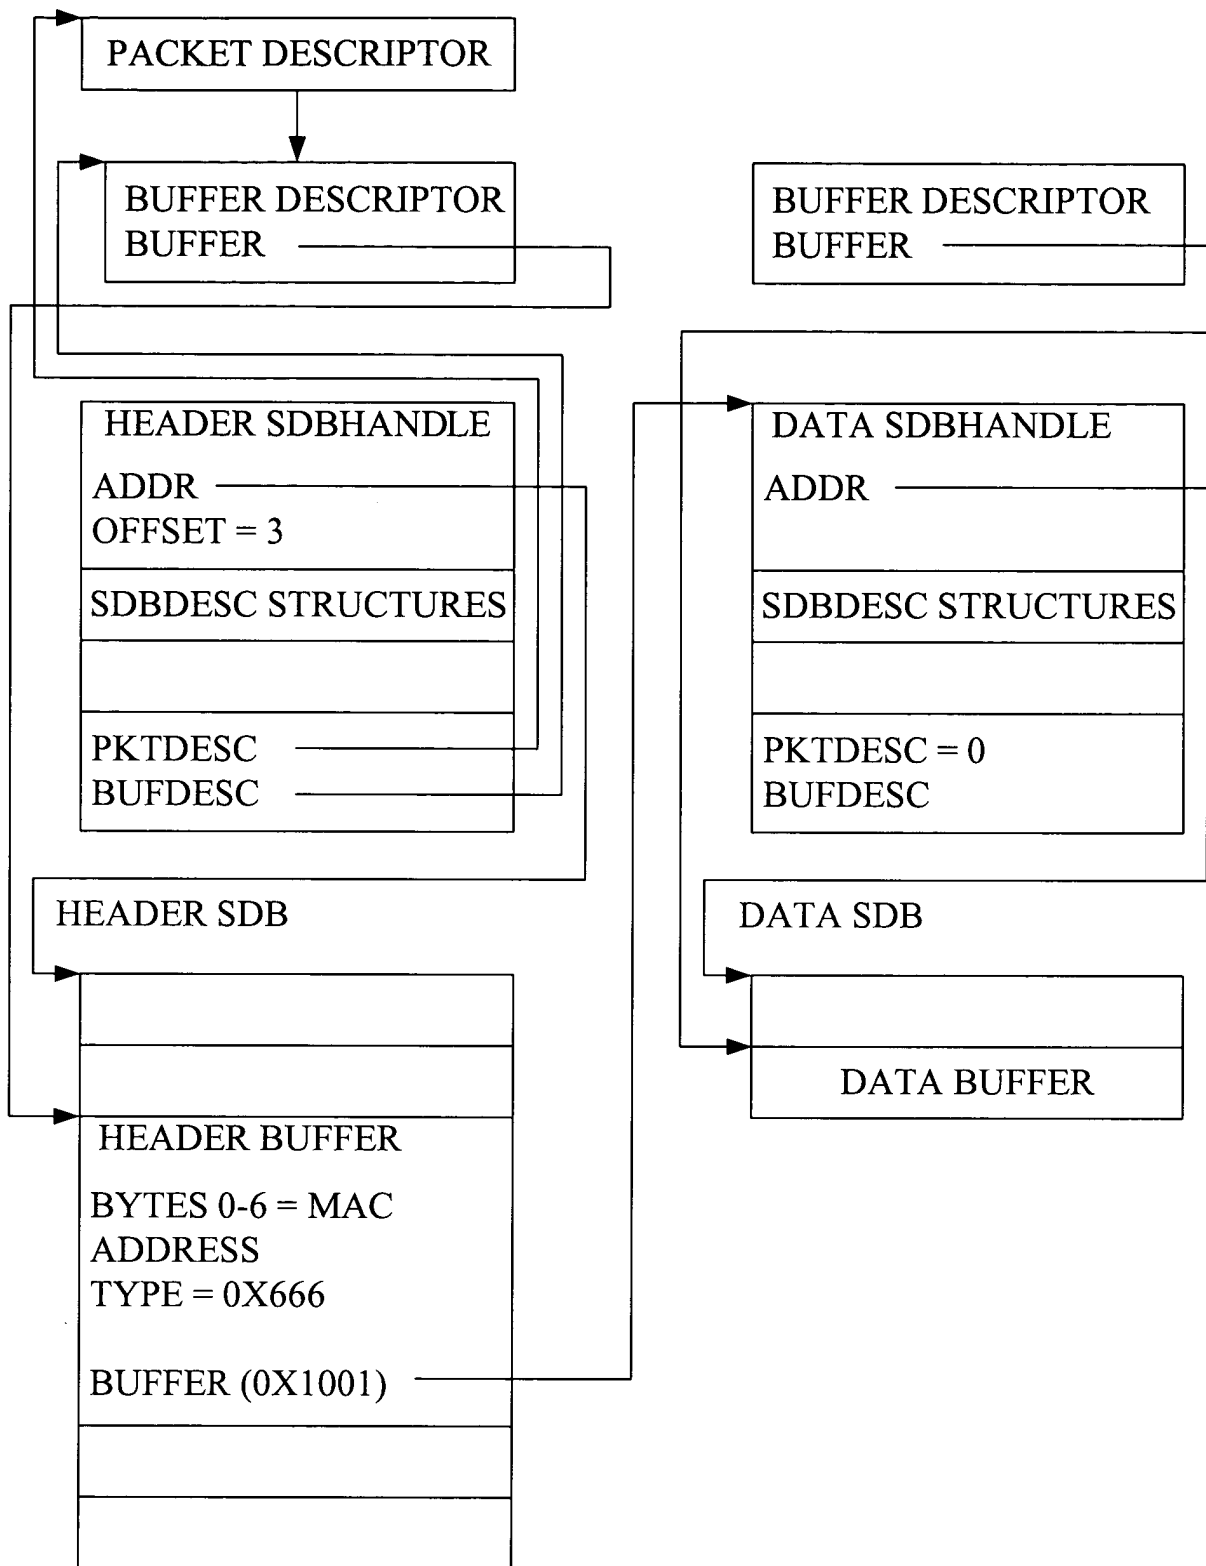 PACKET DESCRIPTOR
BUFFER DESCRIPTOR
BUFFER
HEADER SDBHANDLE
ADDR
OFFSET = 3
SDBDESC STRUCTURES
PKTDESC
BUFDESC
HEADER SDB
HEADER BUFFER
BYTES 0-6 = MAC
ADDRESS
TYPE = 0X666
BUFFER (0X1001)
BUFFER DESCRIPTOR
BUFFER
DATA SDBHANDLE
ADDR
SDBDESC STRUCTURES
PKTDESC = 0
BUFDESC
DATA SDB
DATA BUFFER